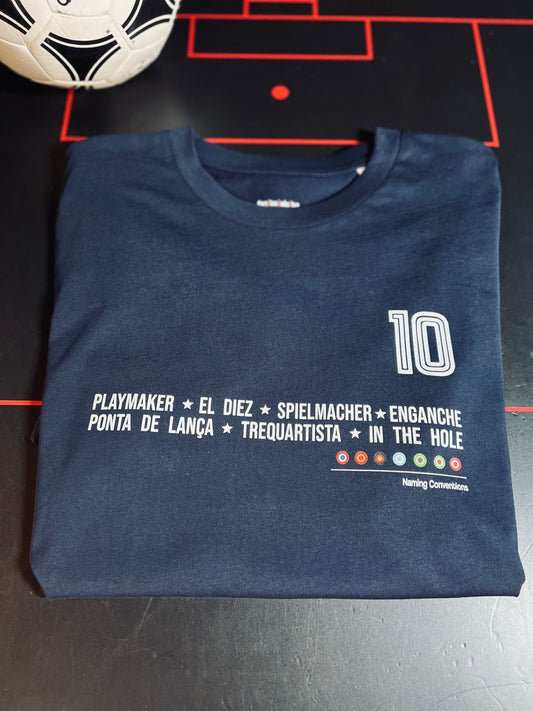 10
PLAYMAKER ★ EL DIEZ ★ SPIELMACHER ★ ENGANCHE
PONTA DE LANÇA ★ TREQUARTISTA ★ IN THE HOLE
Naming Conventions